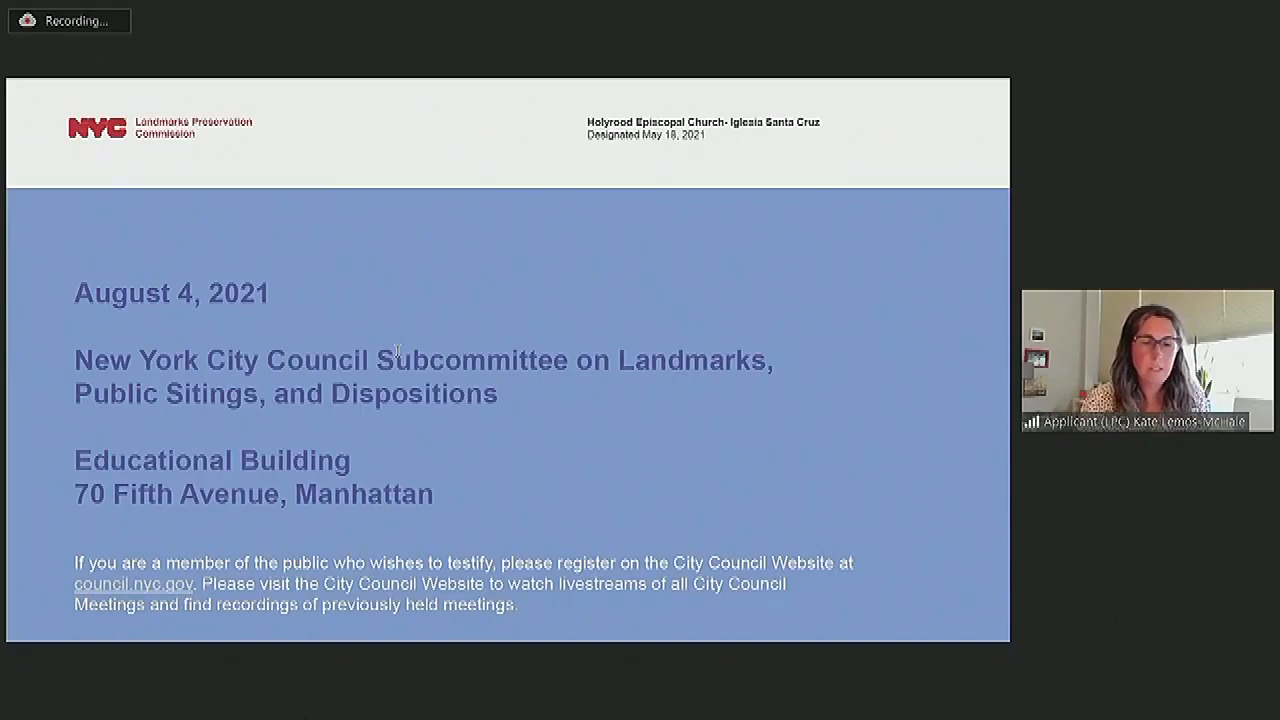 Recording...
NYC Landmarks Preservation
Commission
Holyrood Episcopal Church- Iglesia Santa Cruz
Designated May 18, 2021
August 4, 2021
New York City Council Subcommittee on Landmarks,
Public Sitings, and Dispositions
Educational Building
70 Fifth Avenue, Manhattan
If you are a member of the public who wishes to testify, please register on the City Council Website at
council.nyc.gov. Please visit the City Council Website to watch livestreams of all City Council
Meetings and find recordings of previously held meetings.
Applicant (LPC) Kate Lemos-McHale